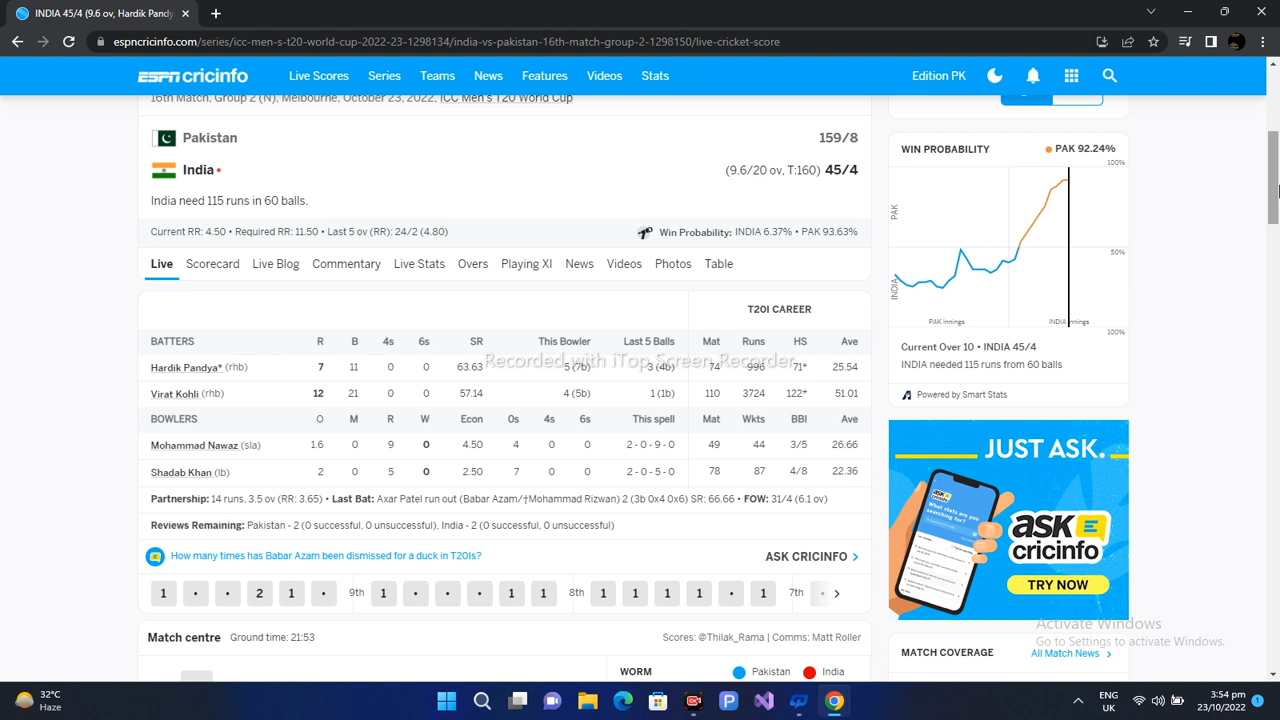 INDIA 45/4 (9.6 ov, Hardik Pandy
espncricinfo.com/series/icc-men-s-t20-world-cup-2022-23-1298134/india-vs-pakistan-16th-match-group-2-1298150/live-cricket-score
ESPN cricinfo Live Scores Series Teams News Features Videos Stats Edition PK
16th Match, Group 2 (N), Melbourne, October 23, 2022, ICC Men's T20 World Cup
Pakistan 159/8
India (9.6/20 ov, T:160) 45/4
India need 115 runs in 60 balls.
Current RR: 4.50 • Required RR: 11.50 • Last 5 ov (RR): 24/2 (4.80) Win Probability: INDIA 6.37% • PAK 93.63%
Live Scorecard Live Blog Commentary Live Stats Overs Playing XI News Videos Photos Table
T20I CAREER
BATTERS R B 4s 6s SR This Bowler Last 5 Balls Mat Runs HS Ave
Recorded with iTop Screen Recorder
Hardik Pandya* (rhb) 7 11 0 0 63.63 5 (7b) 3 (4b) 74 996 71* 25.54
Virat Kohli (rhb) 12 21 0 0 57.14 4 (5b) 1 (1b) 110 3724 122* 51.01
BOWLERS O M R W Econ 0s 4s 6s This spell Mat Wkts BBI Ave
Mohammad Nawaz (sla) 1.6 0 9 0 4.50 4 0 0 2-0-9-0 49 44 3/5 26.66
Shadab Khan (lb) 2 0 5 0 2.50 7 0 0 2-0-5-0 78 87 4/8 22.36
Partnership: 14 runs, 3.5 ov (RR: 3.65) • Last Bat: Axar Patel run out (Babar Azam/†Mohammad Rizwan) 2 (3b 0x4 0x6) SR: 66.66 • FOW: 31/4 (6.1 ov)
Reviews Remaining: Pakistan - 2 (0 successful, 0 unsuccessful), India - 2 (0 successful, 0 unsuccessful)
How many times has Babar Azam been dismissed for a duck in T20Is? ASK CRICINFO
1 • • 2 1 9th 1 • • • 1 1 8th 1 1 1 1 • 1 7th •
Match centre Ground time: 21:53 Scores: @Thilak_Rama | Comms: Matt Roller
WORM Pakistan India
WIN PROBABILITY PAK 92.24%
100%
PAK
50%
INDIA
PAK Innings INDIA Innings
100%
Current Over 10 • INDIA 45/4
INDIA needed 115 runs from 60 balls
Powered by Smart Stats
JUST ASK.
ask
cricinfo
TRY NOW
Activate Windows
Go to Settings to activate Windows.
MATCH COVERAGE All Match News
32°C
Haze
ENG
UK
3:54 pm
23/10/2022
1